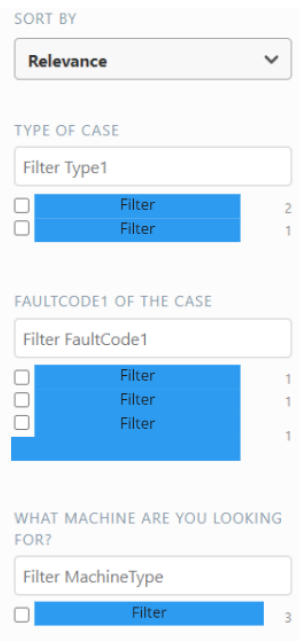 SORT BY
Relevance
TYPE OF CASE
Filter Type1
Filter 2
Filter 1
FAULTCODE1 OF THE CASE
Filter FaultCode1
Filter 1
Filter 1
Filter
1
WHAT MACHINE ARE YOU LOOKING
FOR?
Filter MachineType
Filter 3